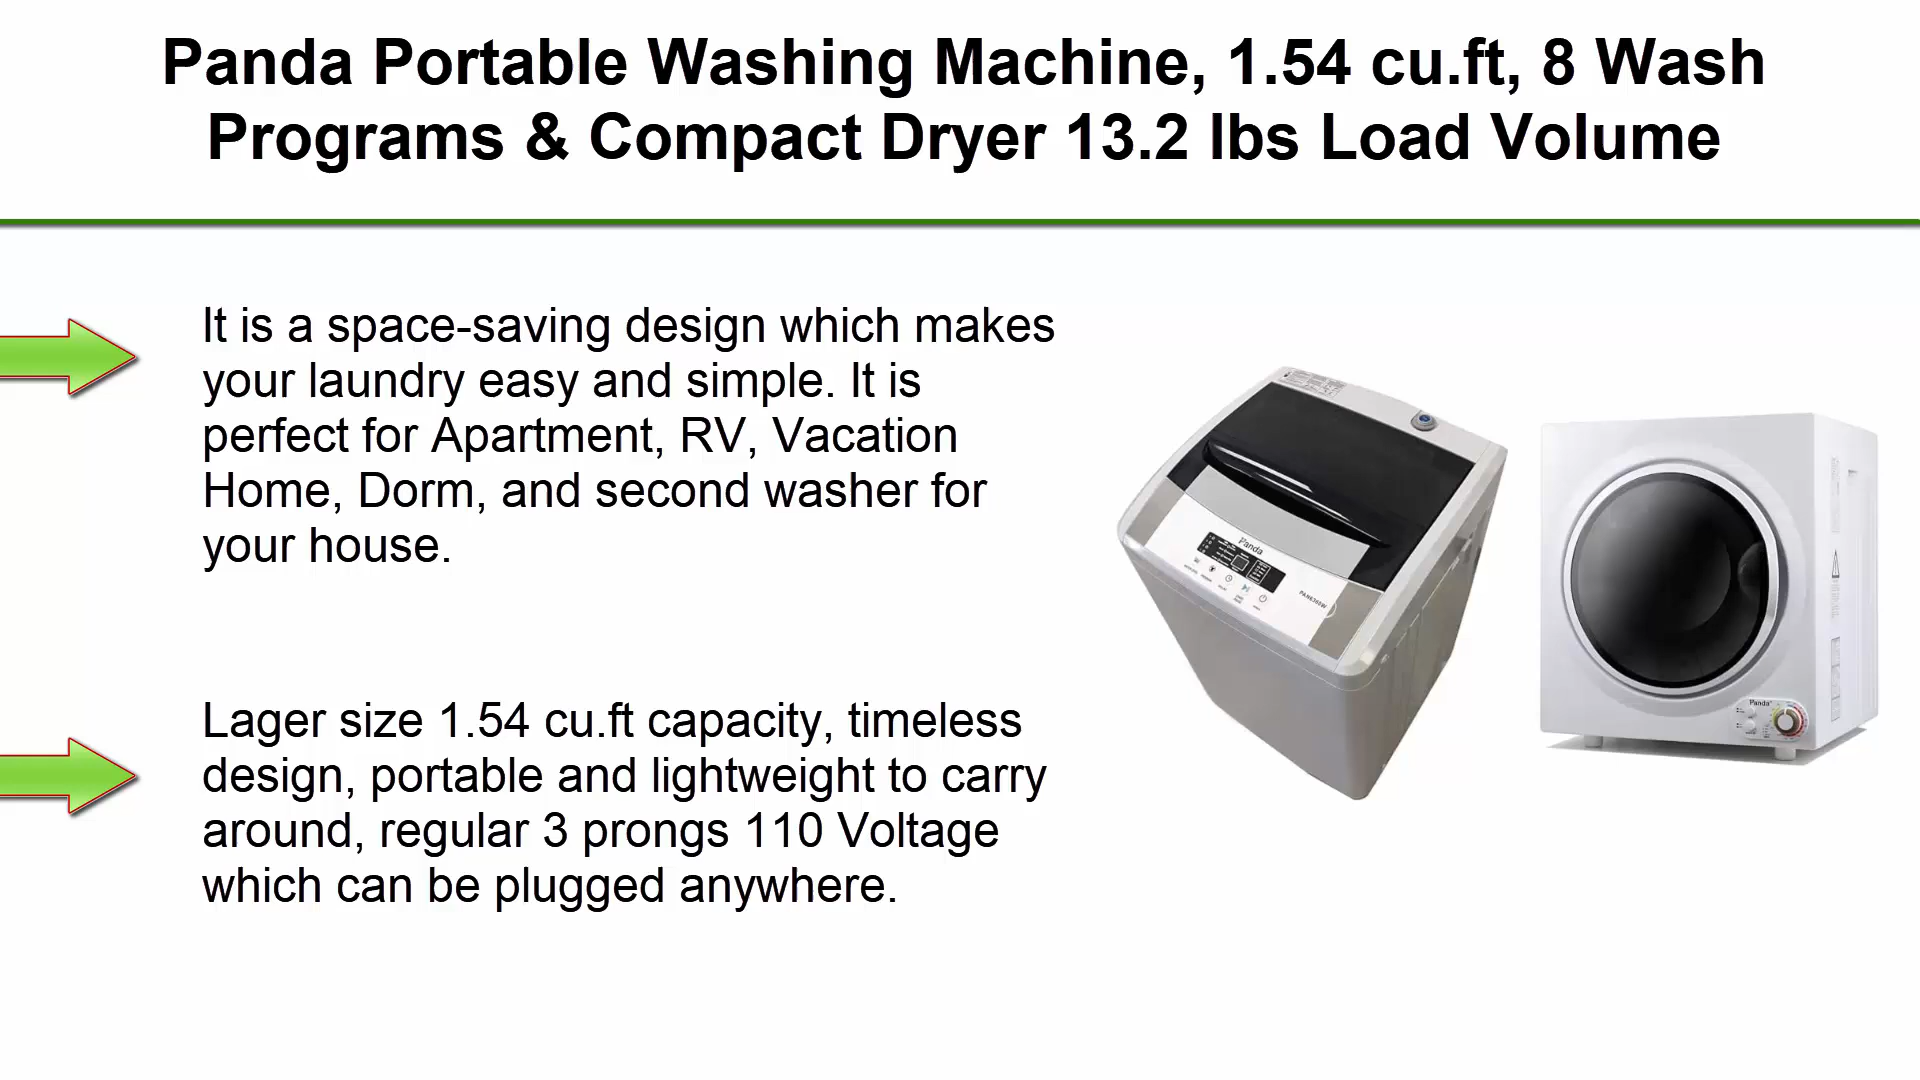 Panda Portable Washing Machine, 1.54 cu.ft, 8 Wash
Programs & Compact Dryer 13.2 lbs Load Volume
It is a space-saving design which makes
your laundry easy and simple. It is
perfect for Apartment, RV, Vacation
Home, Dorm, and second washer for
your house.
Lager size 1.54 cu.ft capacity, timeless
design, portable and lightweight to carry
around, regular 3 prongs 110 Voltage
which can be plugged anywhere.
Panda
Panda